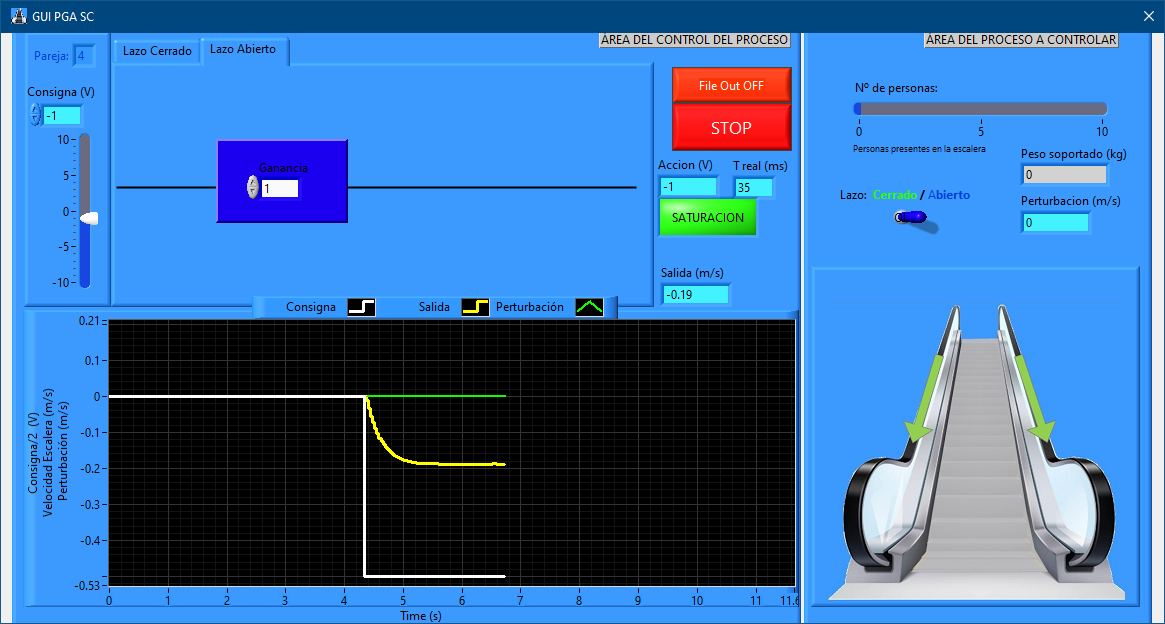 GUI PGA SC
Pareja: 4
Consigna (V)
-1
10
5
0
-5
-10
Lazo Cerrado
Lazo Abierto
ÁREA DEL CONTROL DEL PROCESO
Ganancia
1
File Out OFF
STOP
Accion (V)
T real (ms)
-1
35
SATURACION
Salida (m/s)
-0.19
Consigna
Salida
Perturbación
Consigna/2 (V)
Velocidad Escalera (m/s)
Perturbación (m/s)
0.21
0.1
0
-0.1
-0.2
-0.3
-0.4
-0.53
0 1 2 3 4 5 6 7 8 9 10 11 11.6
Time (s)
ÁREA DEL PROCESO A CONTROLAR
Nº de personas:
0 5 10
Personas presentes en la escalera
Peso soportado (kg)
0
Lazo: Cerrado / Abierto
Perturbacion (m/s)
0